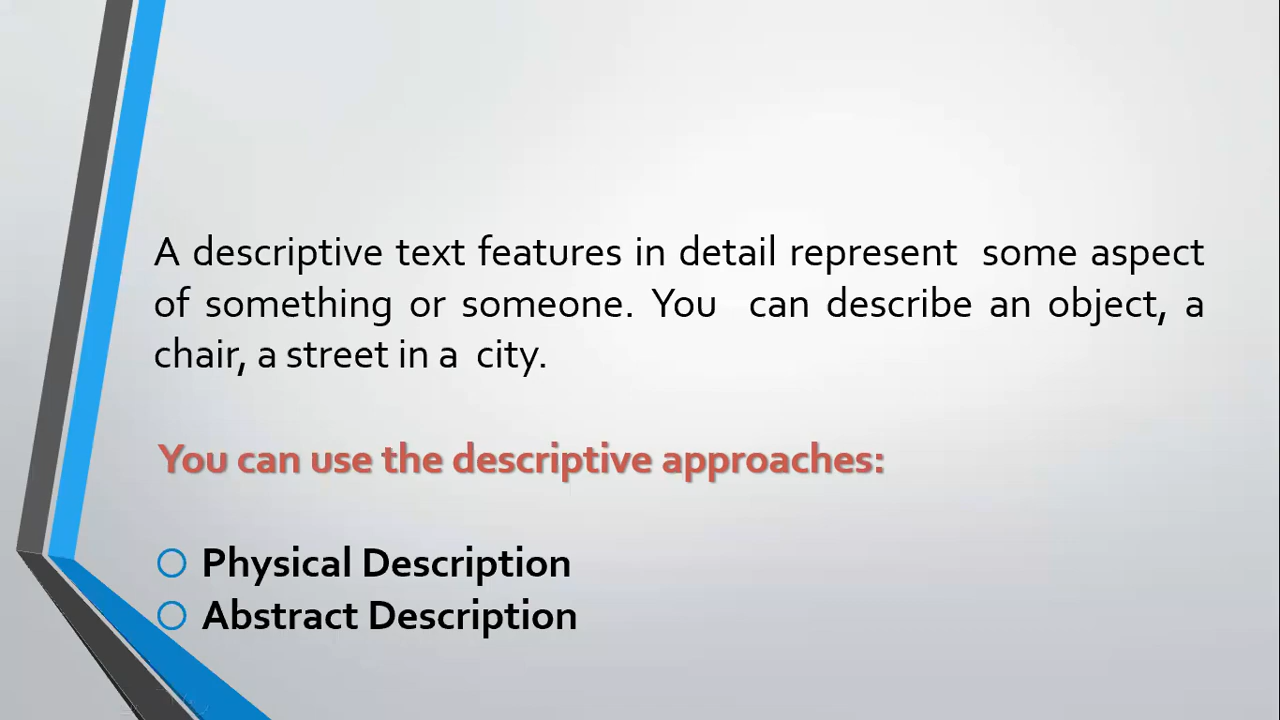 A descriptive text features in detail represent some aspect
of something or someone. You can describe an object, a
chair, a street in a city.
You can use the descriptive approaches:
Physical Description
Abstract Description